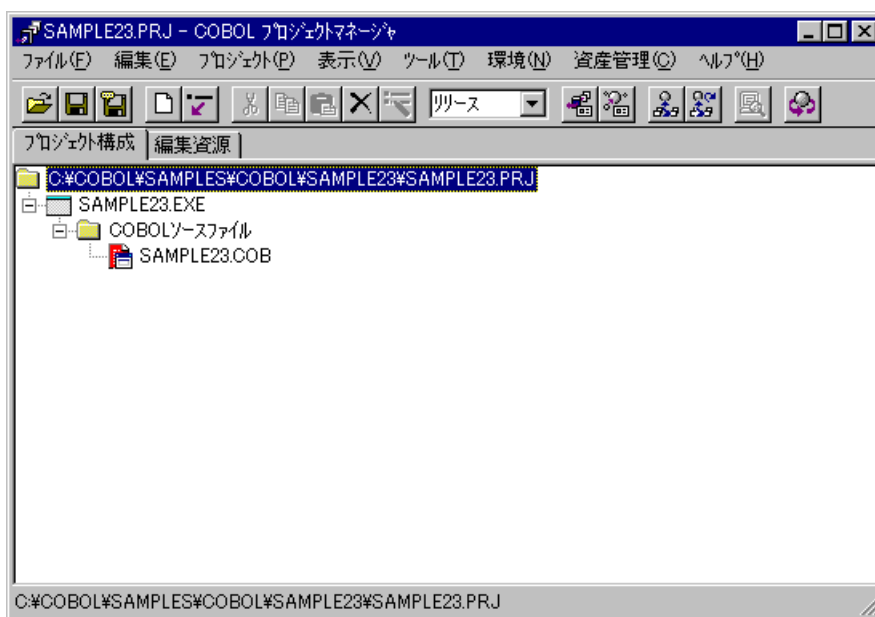 SAMPLE23.PRJ - COBOL ﾌﾟﾛｼﾞｪｸﾄﾏﾈｰｼﾞｬ
ﾌｧｲﾙ(F) 編集(E) ﾌﾟﾛｼﾞｪｸﾄ(P) 表示(V) ﾂｰﾙ(T) 環境(N) 資産管理(C) ﾍﾙﾌﾟ(H)
ﾘﾘｰｽ
ﾌﾟﾛｼﾞｪｸﾄ構成 編集資源
C:¥COBOL¥SAMPLES¥COBOL¥SAMPLE23¥SAMPLE23.PRJ
SAMPLE23.EXE
COBOLｿｰｽﾌｧｲﾙ
SAMPLE23.COB
C:¥COBOL¥SAMPLES¥COBOL¥SAMPLE23¥SAMPLE23.PRJ